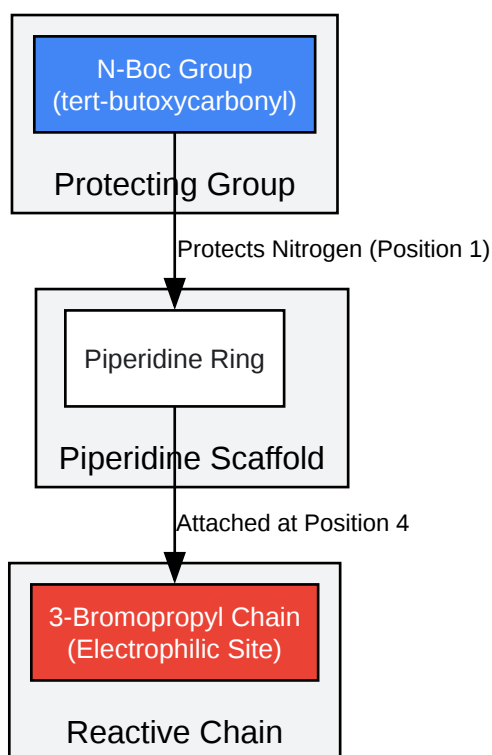 N-Boc Group
(tert-butoxycarbonyl)
Protecting Group
Protects Nitrogen (Position 1)
Piperidine Ring
Piperidine Scaffold
Attached at Position 4
3-Bromopropyl Chain
(Electrophilic Site)
Reactive Chain